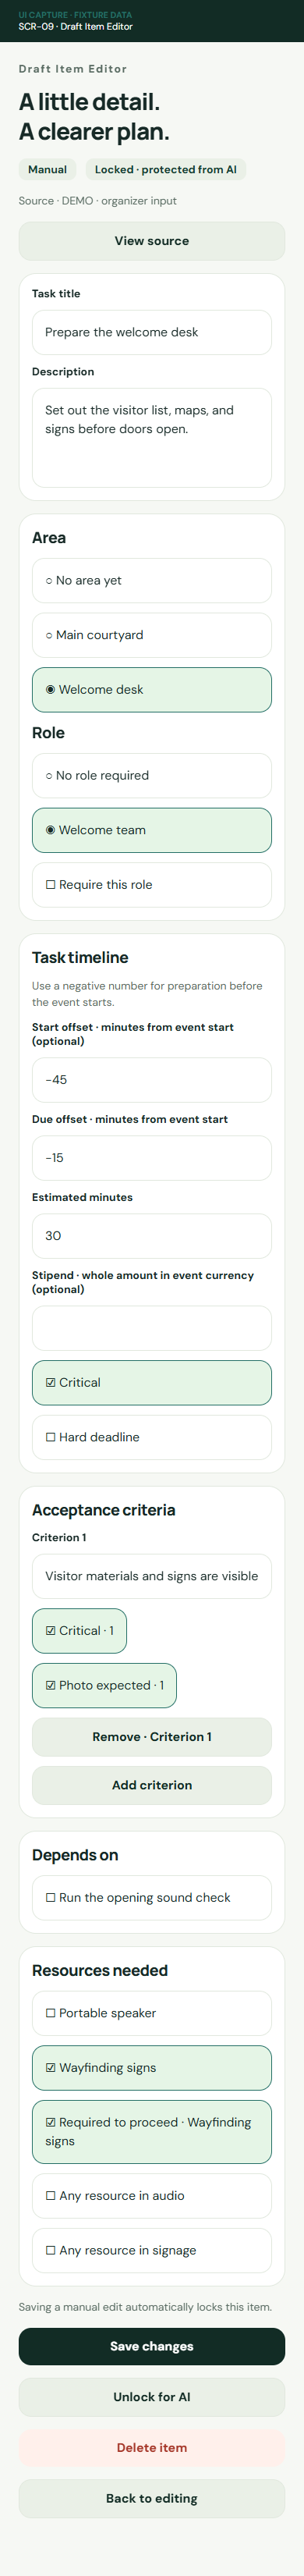 UI CAPTURE · FIXTURE DATA
SCR-09 · Draft Item Editor
Draft Item Editor
A little detail.
A clearer plan.
Manual
Locked · protected from AI
Source · DEMO · organizer input
View source
Task title
Prepare the welcome desk
Description
Set out the visitor list, maps, and
signs before doors open.
Area
○ No area yet
○ Main courtyard
◉ Welcome desk
Role
○ No role required
◉ Welcome team
☐ Require this role
Task timeline
Use a negative number for preparation before
the event starts.
Start offset · minutes from event start
(optional)
-45
Due offset · minutes from event start
-15
Estimated minutes
30
Stipend · whole amount in event currency
(optional)
☑ Critical
☐ Hard deadline
Acceptance criteria
Criterion 1
Visitor materials and signs are visible
☑ Critical · 1
☑ Photo expected · 1
Remove · Criterion 1
Add criterion
Depends on
☐ Run the opening sound check
Resources needed
☐ Portable speaker
☑ Wayfinding signs
☑ Required to proceed · Wayfinding
signs
☐ Any resource in audio
☐ Any resource in signage
Saving a manual edit automatically locks this item.
Save changes
Unlock for AI
Delete item
Back to editing